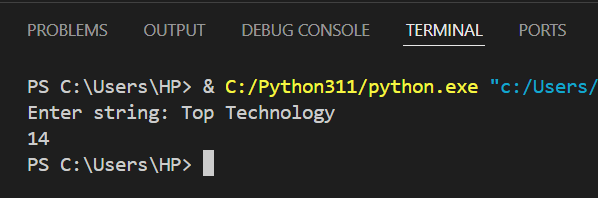 PROBLEMS OUTPUT DEBUG CONSOLE TERMINAL PORTS
PS C:\Users\HP> & C:/Python311/python.exe "c:/Users/
Enter string: Top Technology
14
PS C:\Users\HP>